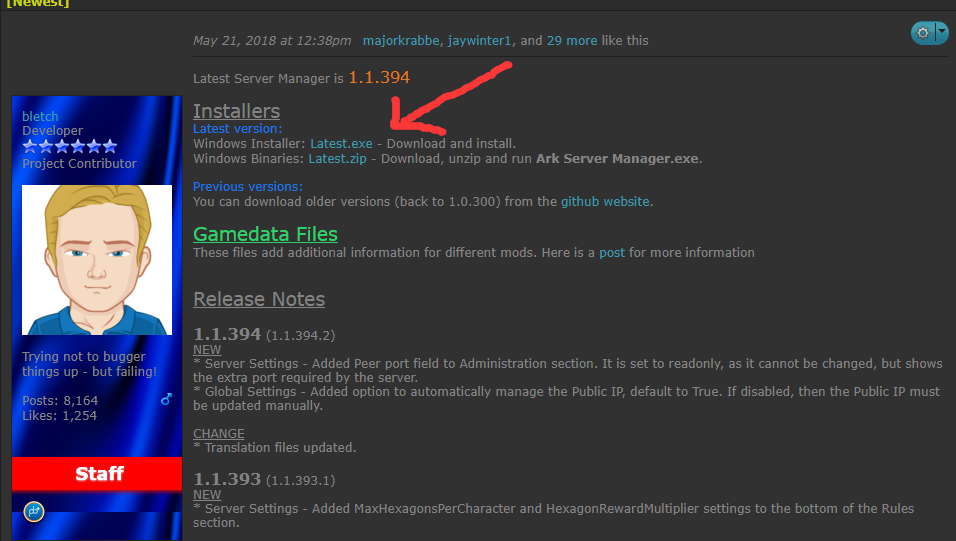 [Newest]
May 21, 2018 at 12:38pm majorkrabbe, jaywinter1, and 29 more like this
Latest Server Manager is 1.1.394
bletch
Developer
Project Contributor
Trying not to bugger
things up - but failing!
Posts: 8,164
Likes: 1,254
Staff
Installers
Latest version:
Windows Installer: Latest.exe - Download and install.
Windows Binaries: Latest.zip - Download, unzip and run Ark Server Manager.exe.
Previous versions:
You can download older versions (back to 1.0.300) from the github website.
Gamedata Files
These files add additional information for different mods. Here is a post for more information
Release Notes
1.1.394 (1.1.394.2)
NEW
* Server Settings - Added Peer port field to Administration section. It is set to readonly, as it cannot be changed, but shows
the extra port required by the server.
* Global Settings - Added option to automatically manage the Public IP, default to True. If disabled, then the Public IP must
be updated manually.
CHANGE
* Translation files updated.
1.1.393 (1.1.393.1)
NEW
* Server Settings - Added MaxHexagonsPerCharacter and HexagonRewardMultiplier settings to the bottom of the Rules
section.